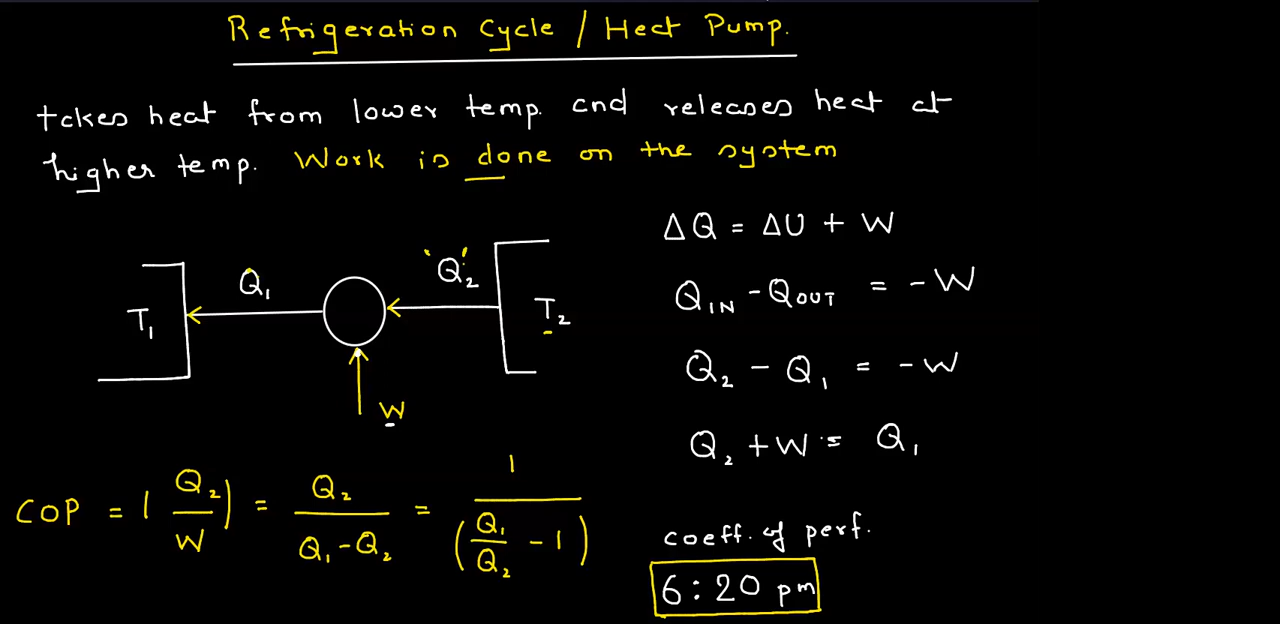 Refrigeration Cycle / Heat Pump.
takes heat from lower temp. and releases heat at
higher temp. Work is done on the system
ΔQ = ΔU + W
Q₁ 'Q₂'
T₁ T₂
Q_IN - Q_OUT = -W
W
Q₂ - Q₁ = -W
Q₂ + W = Q₁
COP = |Q₂/W| = Q₂/(Q₁-Q₂) = 1/(Q₁/Q₂ - 1)
coeff. of perf.
6:20 pm